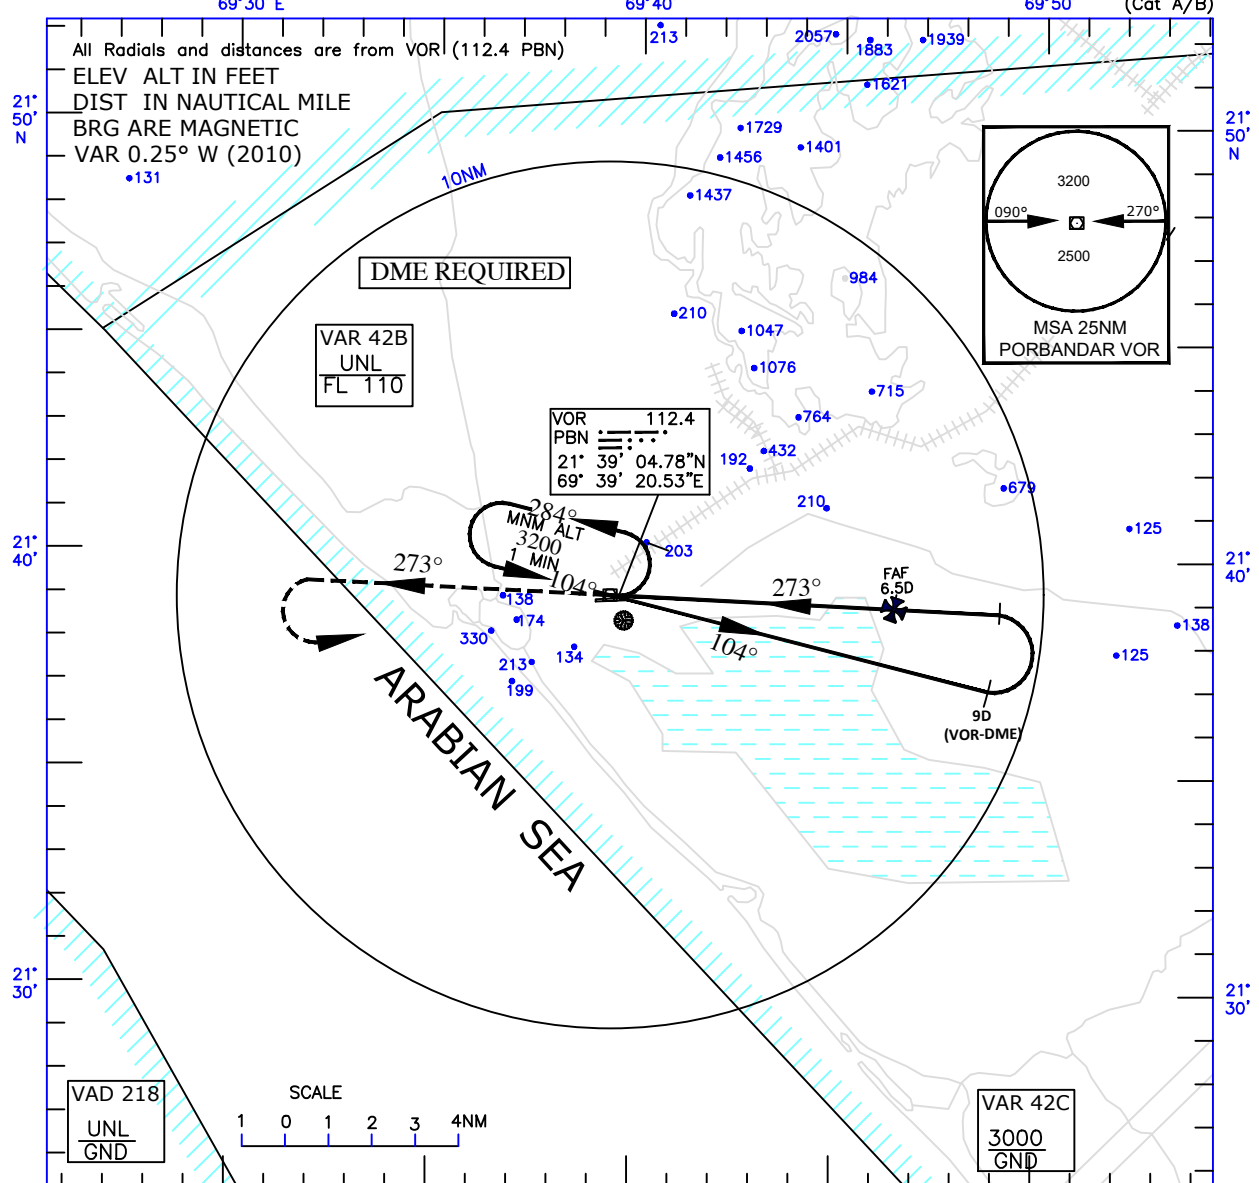 69°30' E
69°40'
69°50'
(Cat A/B)
All Radials and distances are from VOR (112.4 PBN)
ELEV ALT IN FEET
DIST IN NAUTICAL MILE
BRG ARE MAGNETIC
VAR 0.25° W (2010)
213
2057
1883
1939
1621
21°
50'
N
21°
50'
N
1729
1456
1401
131
10NM
1437
3200
090°
270°
2500
MSA 25NM
PORBANDAR VOR
DME REQUIRED
984
210
1047
VAR 42B
UNL
FL 110
1076
715
764
VOR 112.4
PBN
21° 39' 04.78"N
69° 39' 20.53"E
432
192
679
210
125
284°
MNM ALT
3200
1 MIN
104°
203
21°
40'
21°
40'
273°
273°
FAF
6.5D
138
174
330
134
213
199
104°
138
125
9D
(VOR-DME)
ARABIAN SEA
21°
30'
21°
30'
VAD 218
UNL
GND
SCALE
1 0 1 2 3 4NM
VAR 42C
3000
GND